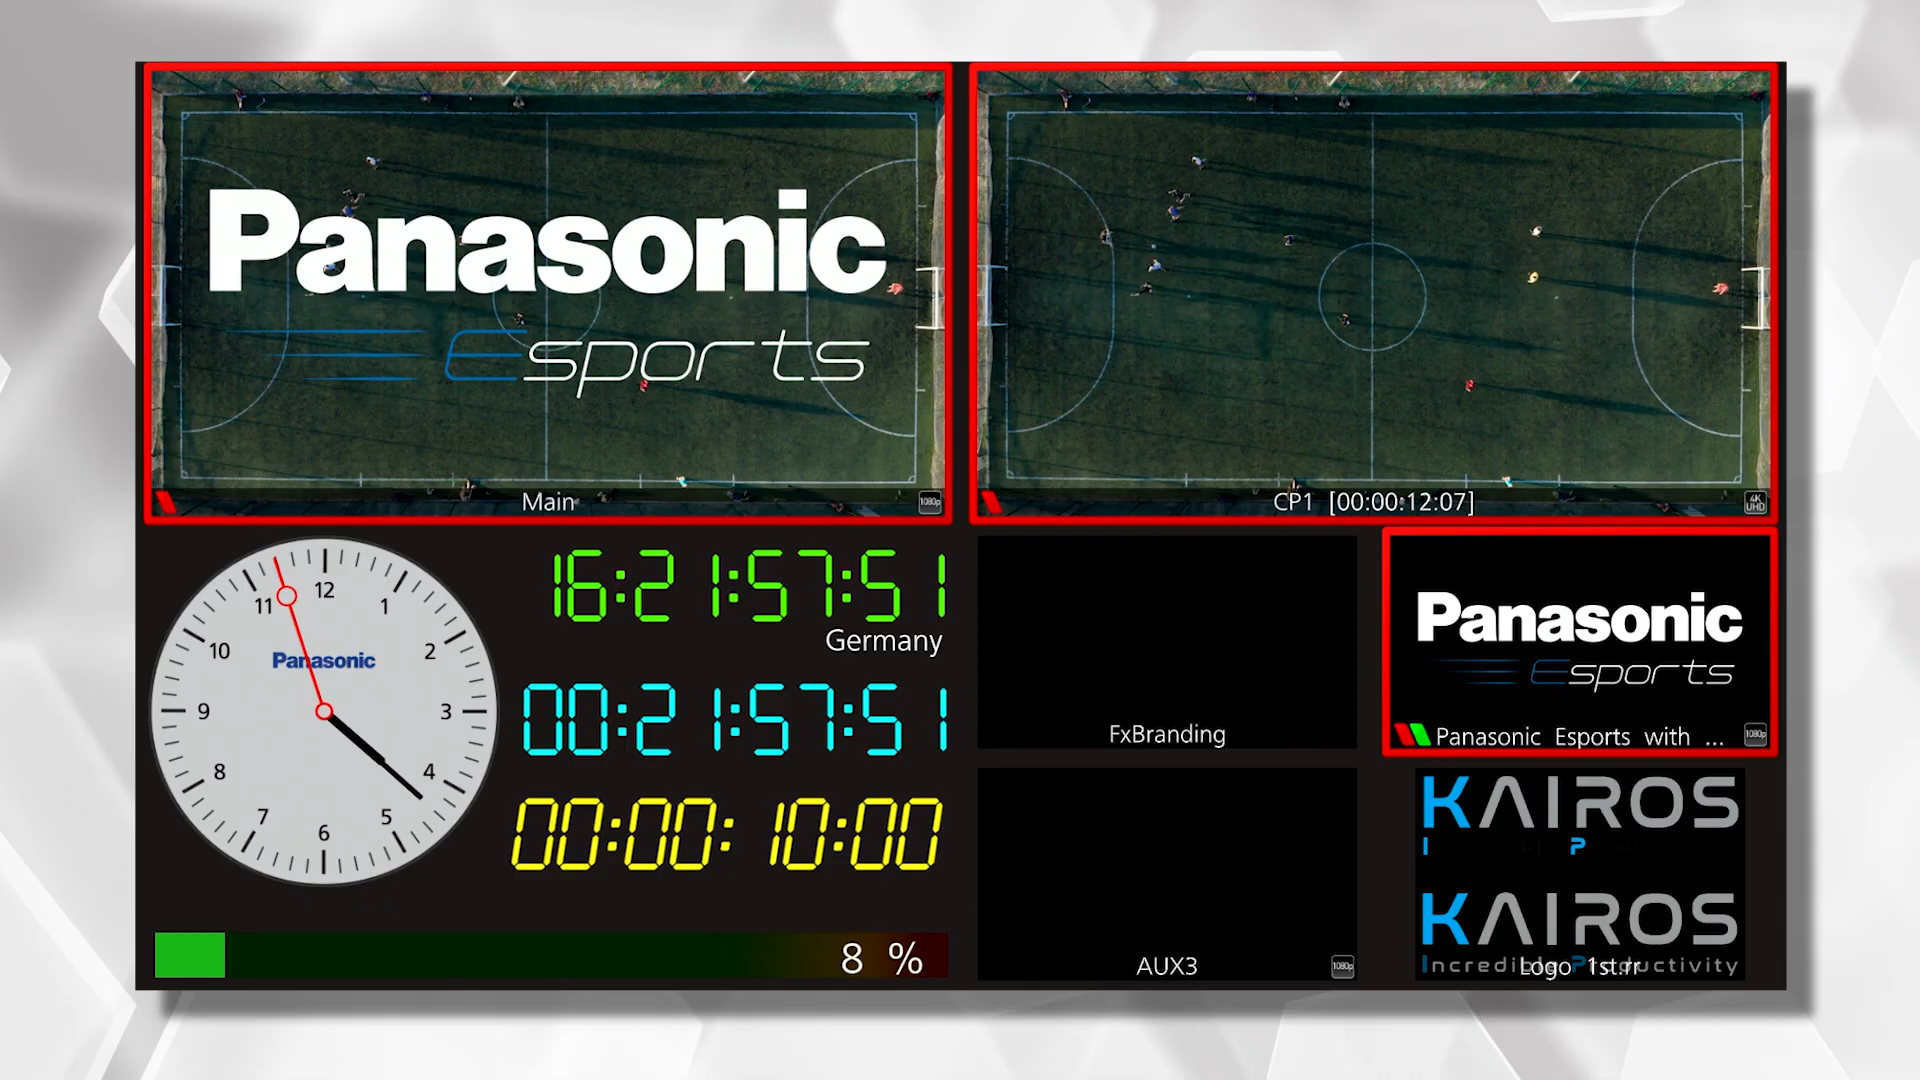 Panasonic
Esports
Main
1080p
CP1 [00:00:12:07]
4K
UHD
12
1
2
3
4
5
6
7
8
9
10
11
Panasonic
16:21:57:51
Germany
00:21:57:51
00:00:10:00
8 %
FxBranding
Panasonic
Esports
Panasonic Esports with ...
1080p
AUX3
1080p
KAIROS
I P
KAIROS
Incredible Productivity
Logo 1st.rr